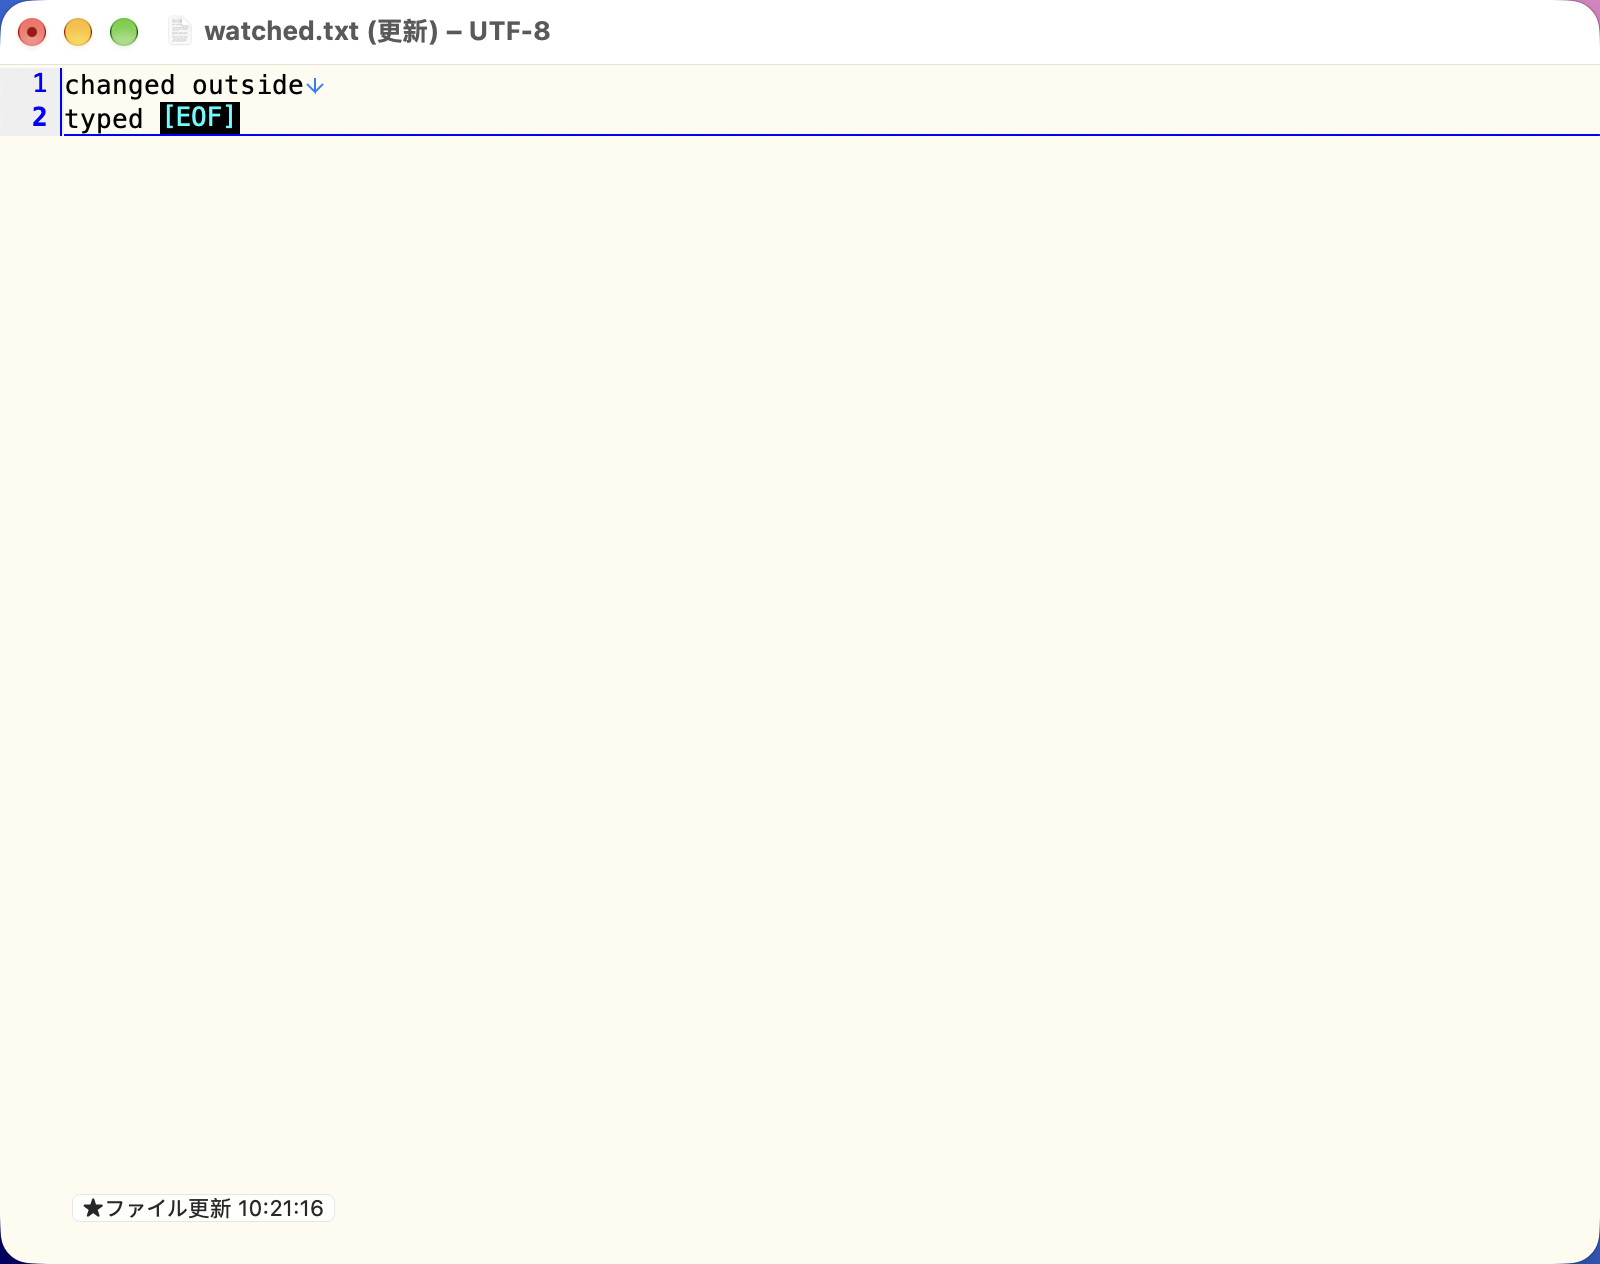 watched.txt (更新) – UTF-8
1 changed outside↓
2 typed [EOF]
★ファイル更新 10:21:16